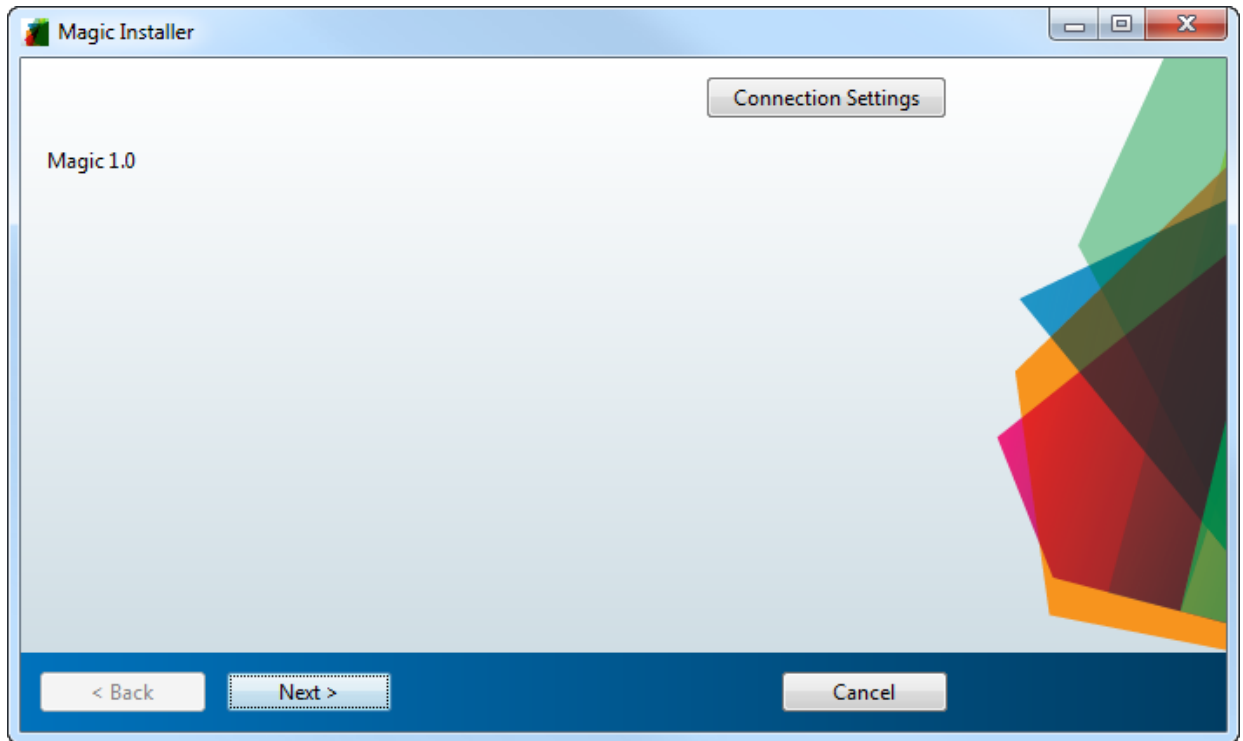 Magic Installer
Connection Settings
Magic 1.0
< Back
Next >
Cancel